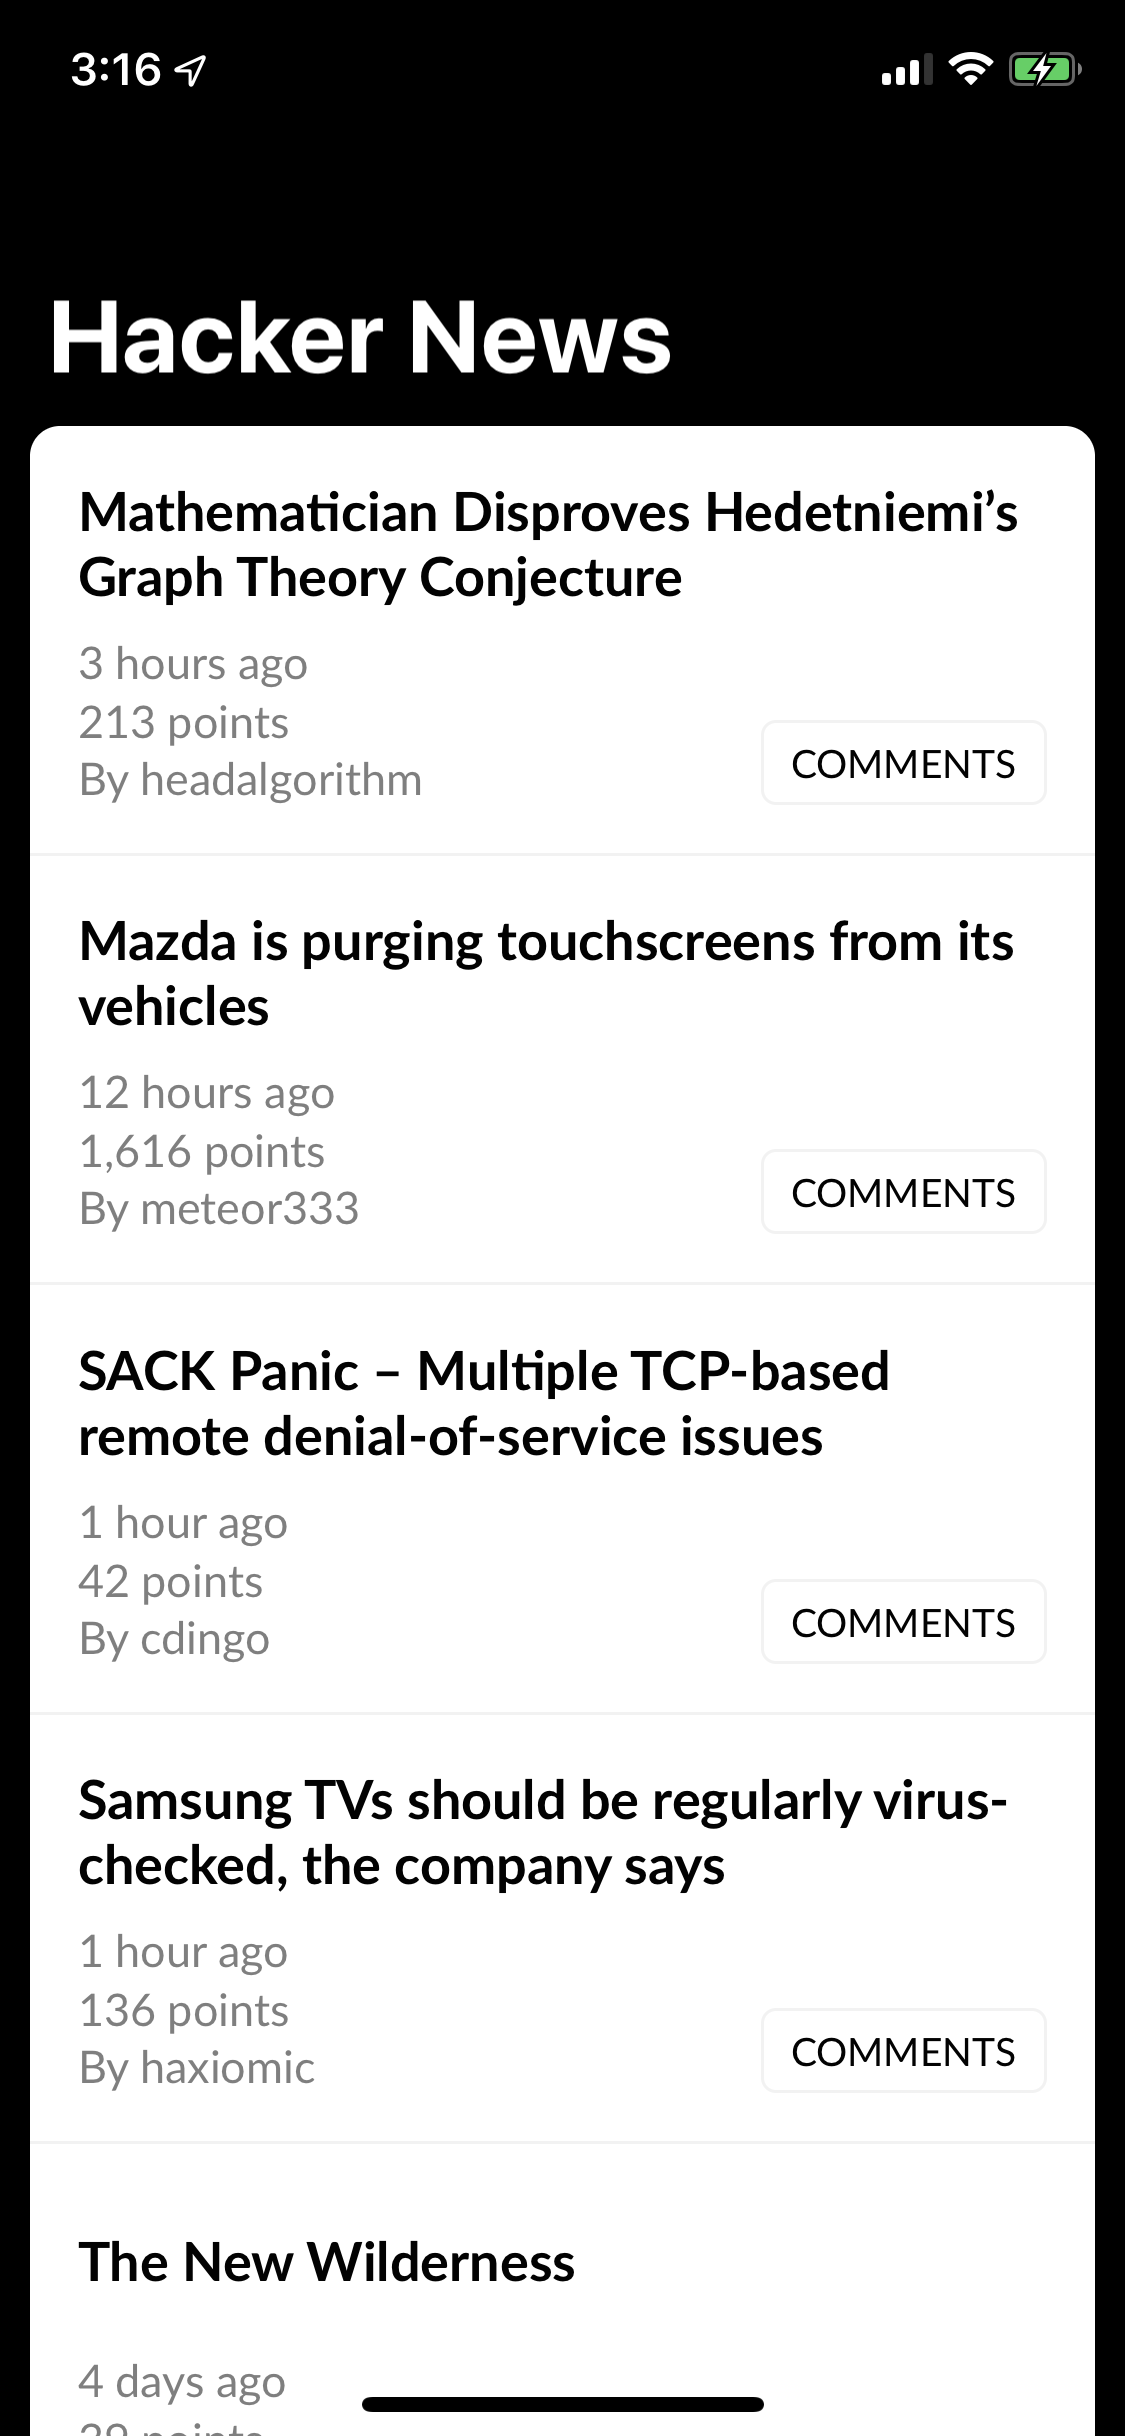 3:16
Hacker News
Mathematician Disproves Hedetniemi’s
Graph Theory Conjecture
3 hours ago
213 points
By headalgorithm
COMMENTS
Mazda is purging touchscreens from its
vehicles
12 hours ago
1,616 points
By meteor333
COMMENTS
SACK Panic – Multiple TCP-based
remote denial-of-service issues
1 hour ago
42 points
By cdingo
COMMENTS
Samsung TVs should be regularly virus-
checked, the company says
1 hour ago
136 points
By haxiomic
COMMENTS
The New Wilderness
4 days ago
points